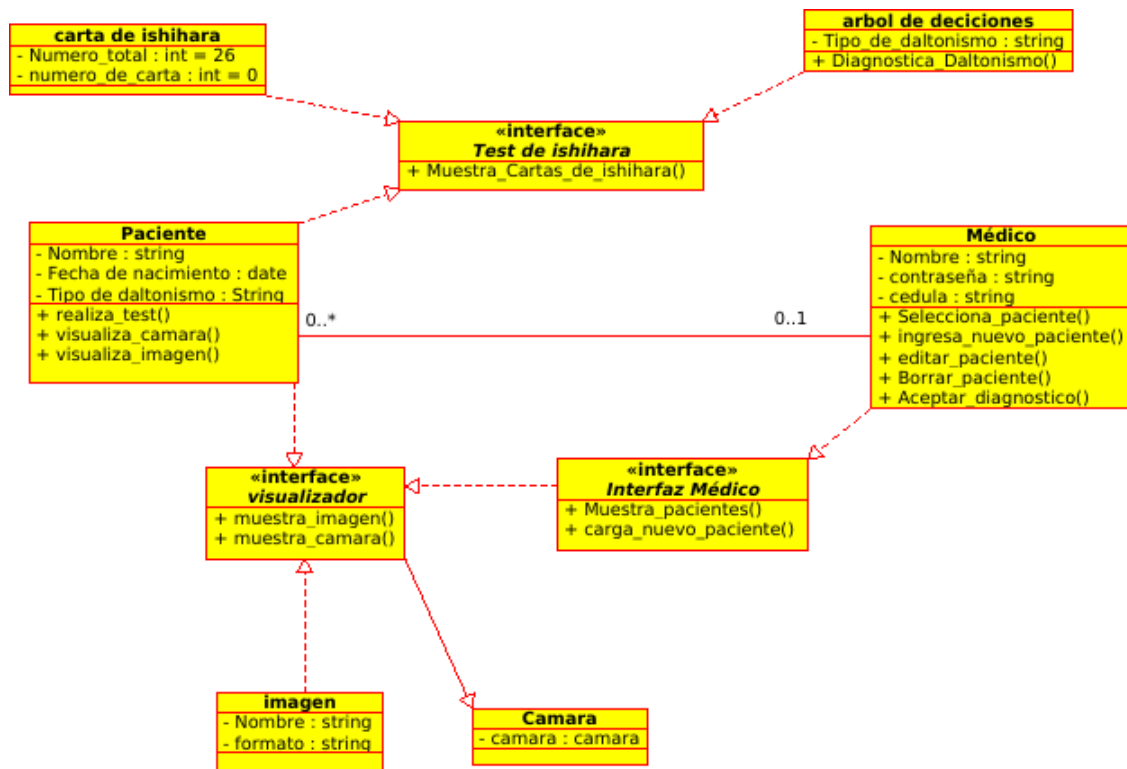 carta de ishihara
- Numero_total : int = 26
- numero_de_carta : int = 0
arbol de deciciones
- Tipo_de_daltonismo : string
+ Diagnostica_Daltonismo()
«interface»
Test de ishihara
+ Muestra_Cartas_de_ishihara()
Paciente
- Nombre : string
- Fecha de nacimiento : date
- Tipo de daltonismo : String
+ realiza_test()
+ visualiza_camara()
+ visualiza_imagen()
0..*
0..1
Médico
- Nombre : string
- contraseña : string
- cedula : string
+ Selecciona_paciente()
+ ingresa_nuevo_paciente()
+ editar_paciente()
+ Borrar_paciente()
+ Aceptar_diagnostico()
«interface»
visualizador
+ muestra_imagen()
+ muestra_camara()
«interface»
Interfaz Médico
+ Muestra_pacientes()
+ carga_nuevo_paciente()
imagen
- Nombre : string
- formato : string
Camara
- camara : camara